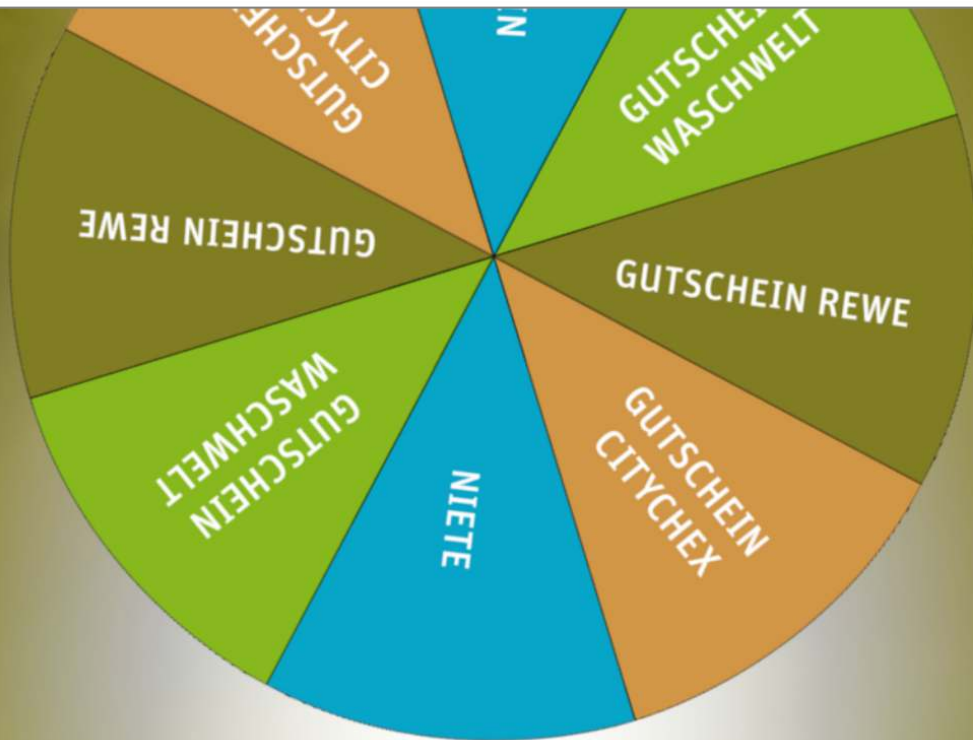 GUTSCHEIN WASCHWELT
GUTSCHEIN REWE
GUTSCHEIN
CITYCHEX
NIETE
GUTSCHEIN
WASCHWELT
GUTSCHEIN REWE